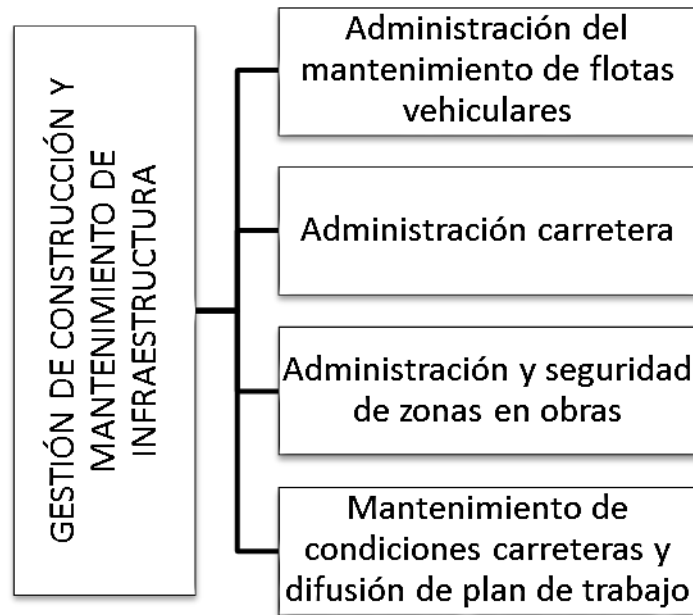 GESTIÓN DE CONSTRUCCIÓN Y
MANTENIMIENTO DE
INFRAESTRUCTURA
Administración del
mantenimiento de flotas
vehiculares
Administración carretera
Administración y seguridad
de zonas en obras
Mantenimiento de
condiciones carreteras y
difusión de plan de trabajo